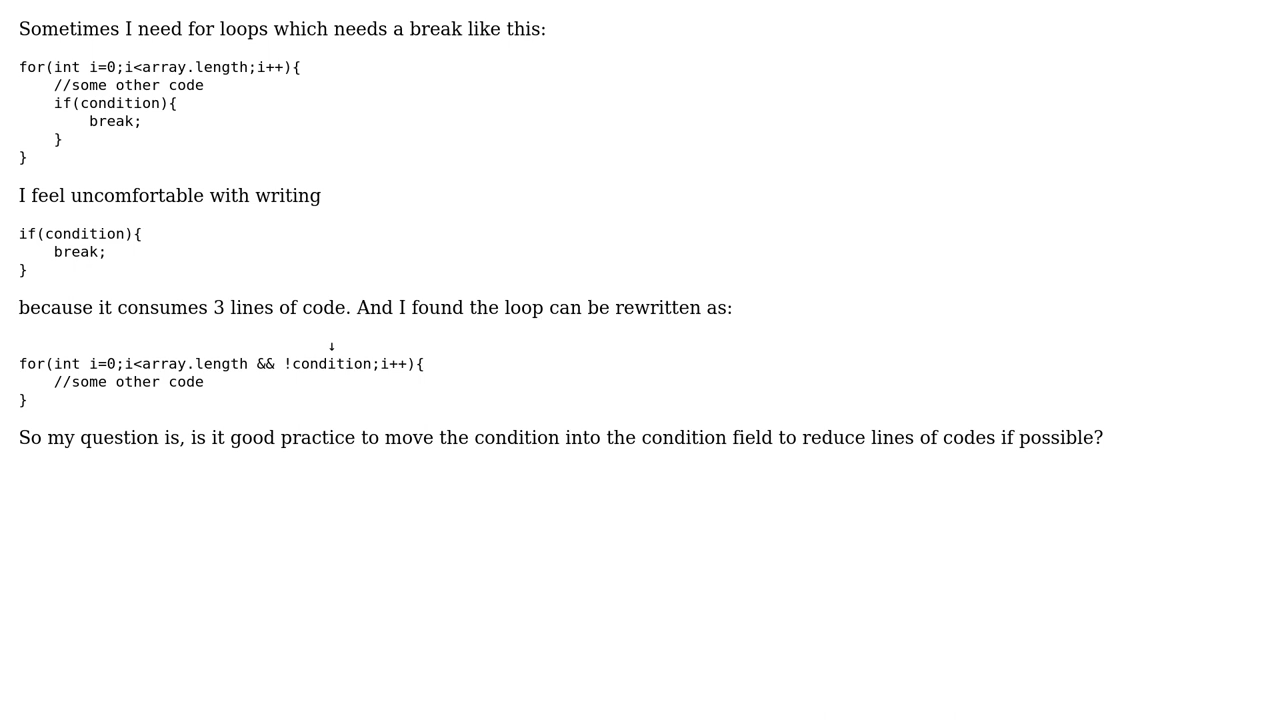 Sometimes I need for loops which needs a break like this:
for(int i=0;i<array.length;i++){
    //some other code
    if(condition){
        break;
    }
}
I feel uncomfortable with writing
if(condition){
    break;
}
because it consumes 3 lines of code. And I found the loop can be rewritten as:
                                   ↓
for(int i=0;i<array.length && !condition;i++){
    //some other code
}
So my question is, is it good practice to move the condition into the condition field to reduce lines of codes if possible?